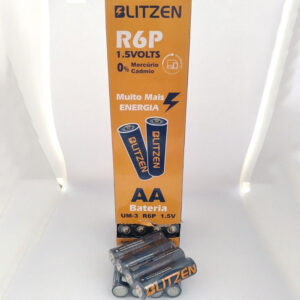 BLITZEN
R6P
1.5VOLTS
0% Mercúrio
Cádmio
Muito Mais
ENERGIA
BLITZEN
BLITZEN
AA
Bateria
UM-3 R6P 1.5V
BLITZEN